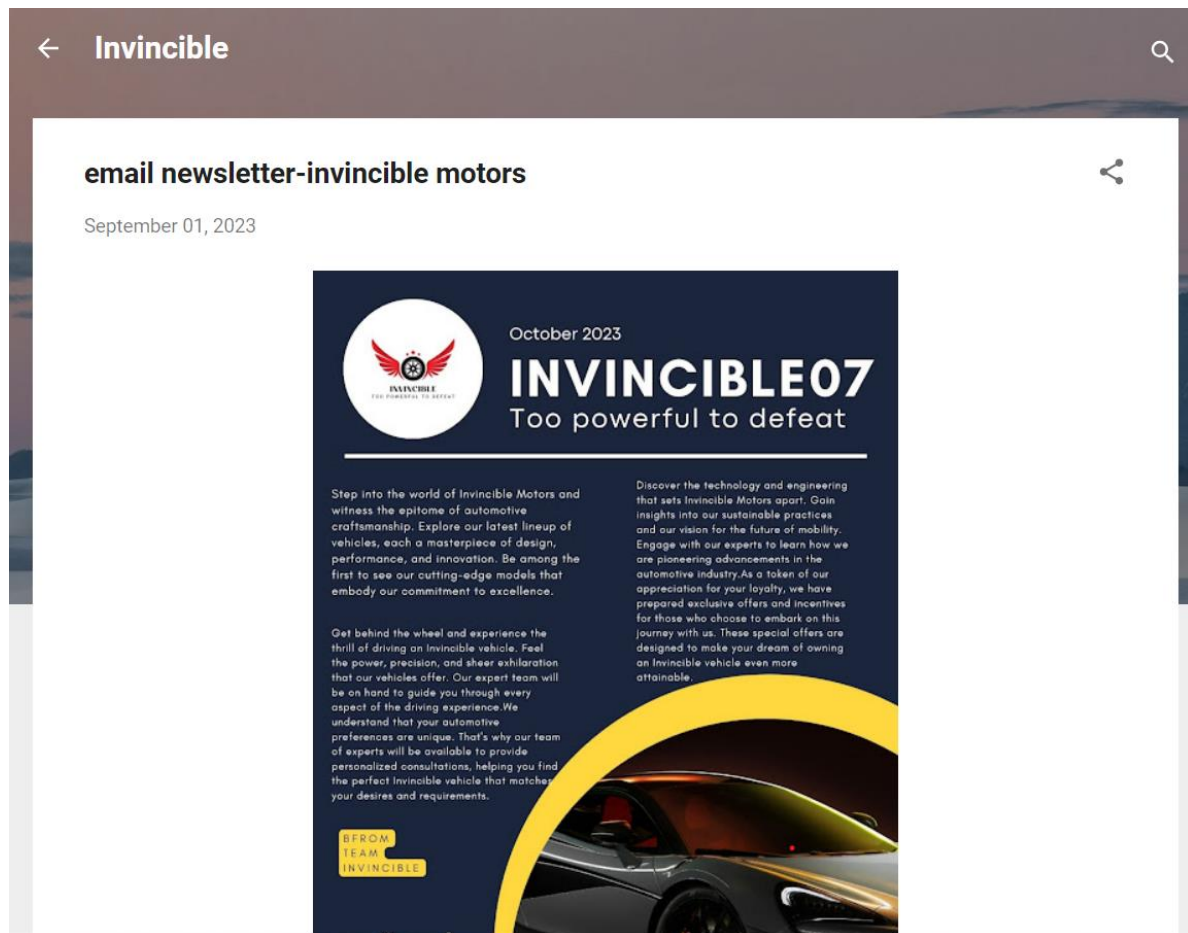 Invincible
email newsletter-invincible motors
September 01, 2023
INVINCIBLE
TOO POWERFUL TO DEFEAT
October 2023
INVINCIBLE07
Too powerful to defeat
Step into the world of Invincible Motors and
witness the epitome of automotive
craftsmanship. Explore our latest lineup of
vehicles, each a masterpiece of design,
performance, and innovation. Be among the
first to see our cutting-edge models that
embody our commitment to excellence.
Get behind the wheel and experience the
thrill of driving an Invincible vehicle. Feel
the power, precision, and sheer exhilaration
that our vehicles offer. Our expert team will
be on hand to guide you through every
aspect of the driving experience.We
understand that your automotive
preferences are unique. That's why our team
of experts will be available to provide
personalized consultations, helping you find
the perfect Invincible vehicle that matches
your desires and requirements.
BFROM
TEAM
INVINCIBLE
Discover the technology and engineering
that sets Invincible Motors apart. Gain
insights into our sustainable practices
and our vision for the future of mobility.
Engage with our experts to learn how we
are pioneering advancements in the
automotive industry.As a token of our
appreciation for your loyalty, we have
prepared exclusive offers and incentives
for those who choose to embark on this
journey with us. These special offers are
designed to make your dream of owning
an Invincible vehicle even more
attainable.